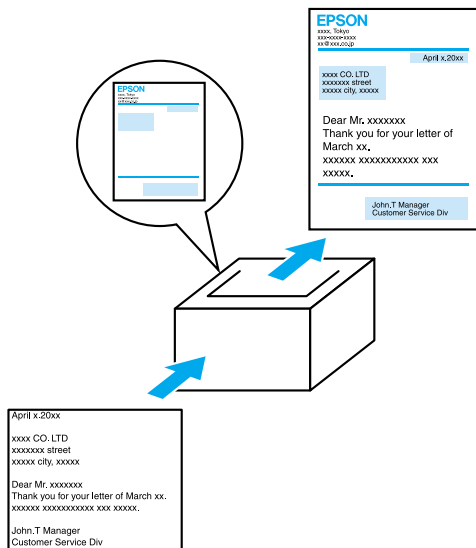 EPSON
xxxx, Tokyo
xxx-xxxx-xxxx
xx@xxx.co.jp
April x,20xx
xxxx CO. LTD
xxxxxxx street
xxxxx city, xxxxx
Dear Mr. xxxxxxx
Thank you for your letter of
March xx.
xxxxxx xxxxxxxxxxx xxx
xxxxx.
John.T Manager
Customer Service Div
EPSON
xxxx, Tokyo
April x.20xx
xxxx CO. LTD
xxxxxxx street
xxxxx city, xxxxx
Dear Mr. xxxxxxx
Thank you for your letter of March xx.
xxxxxx xxxxxxxxxxx xxx xxxxx.
John.T Manager
Customer Service Div